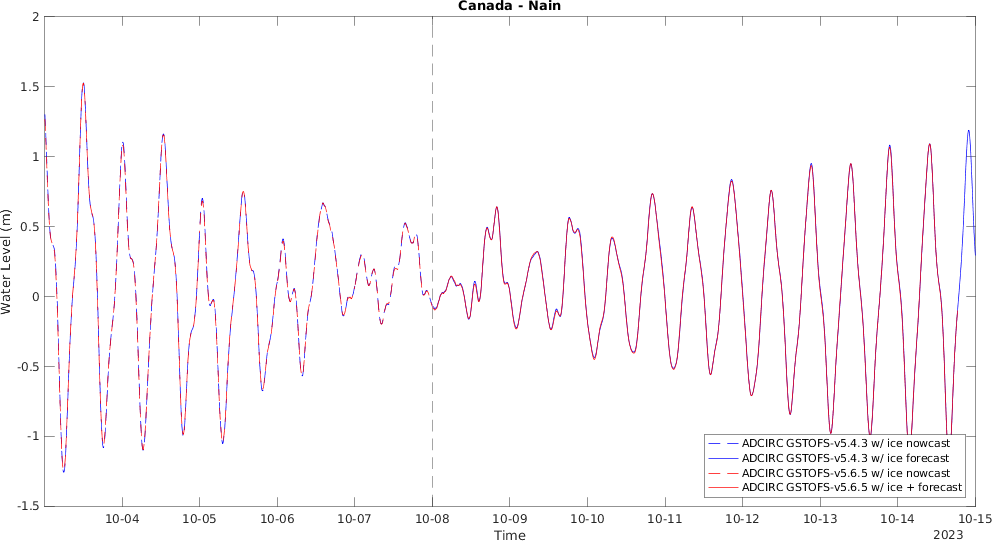 Canada - Nain
2
1.5
1
0.5
0
-0.5
-1
-1.5
Water Level (m)
ADCIRC GSTOFS-v5.4.3 w/ ice nowcast
ADCIRC GSTOFS-v5.4.3 w/ ice forecast
ADCIRC GSTOFS-v5.6.5 w/ ice nowcast
ADCIRC GSTOFS-v5.6.5 w/ ice + forecast
10-04 10-05 10-06 10-07 10-08 10-09 10-10 10-11 10-12 10-13 10-14 10-15
Time
2023